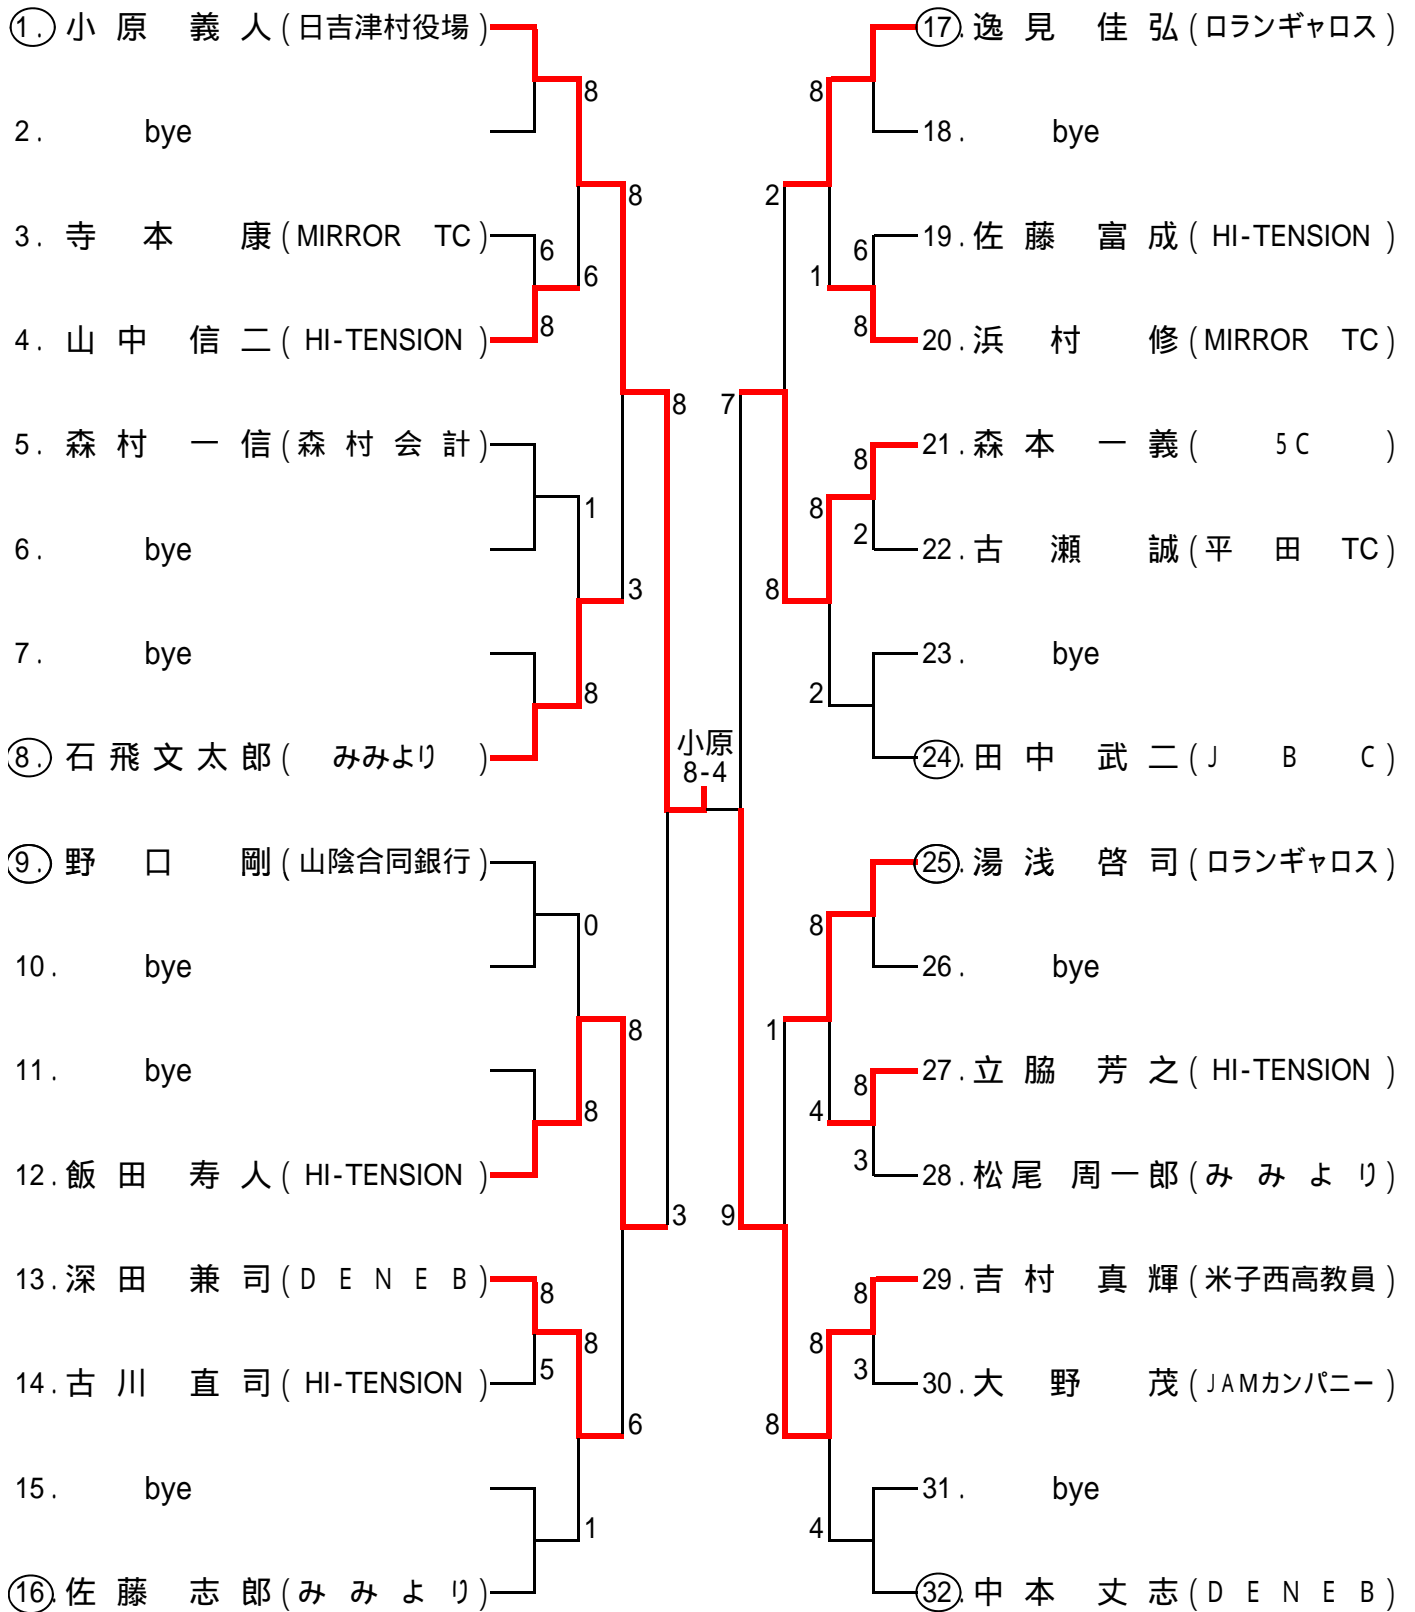 1. 小原 義人 (日吉津村役場)
8
2. bye
8
3. 寺本 康 (MIRROR TC)
6
6
8
4. 山中 信二 (HI-TENSION)
8
5. 森村 一信 (森村会計)
1
6. bye
3
7. bye
8
8. 石飛文太郎 (みみより)
小原
8-4
9. 野口 剛 (山陰合同銀行)
0
10. bye
8
11. bye
8
12. 飯田 寿人 (HI-TENSION)
3
13. 深田 兼司 (DENEB)
8
8
5
14. 古川 直司 (HI-TENSION)
6
15. bye
1
16. 佐藤 志郎 (みみより)
17. 逸見 佳弘 (ロランギャロス)
8
18. bye
2
19. 佐藤 富成 (HI-TENSION)
6
1
8
20. 浜村 修 (MIRROR TC)
7
21. 森本 一義 (5C)
8
8
2
22. 古瀬 誠 (平田 TC)
8
23. bye
2
24. 田中 武二 (JBC)
25. 湯浅 啓司 (ロランギャロス)
8
26. bye
1
27. 立脇 芳之 (HI-TENSION)
8
4
3
28. 松尾 周一郎 (みみより)
9
29. 吉村 真輝 (米子西高教員)
8
8
3
30. 大野 茂 (JAMカンパニー)
8
31. bye
4
32. 中本 丈志 (DENEB)